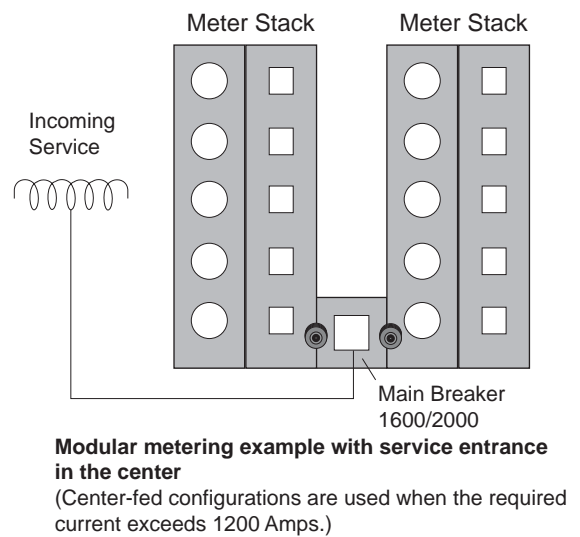 Meter Stack
Meter Stack
Incoming
Service
Main Breaker
1600/2000
Modular metering example with service entrance
in the center
(Center-fed configurations are used when the required
current exceeds 1200 Amps.)